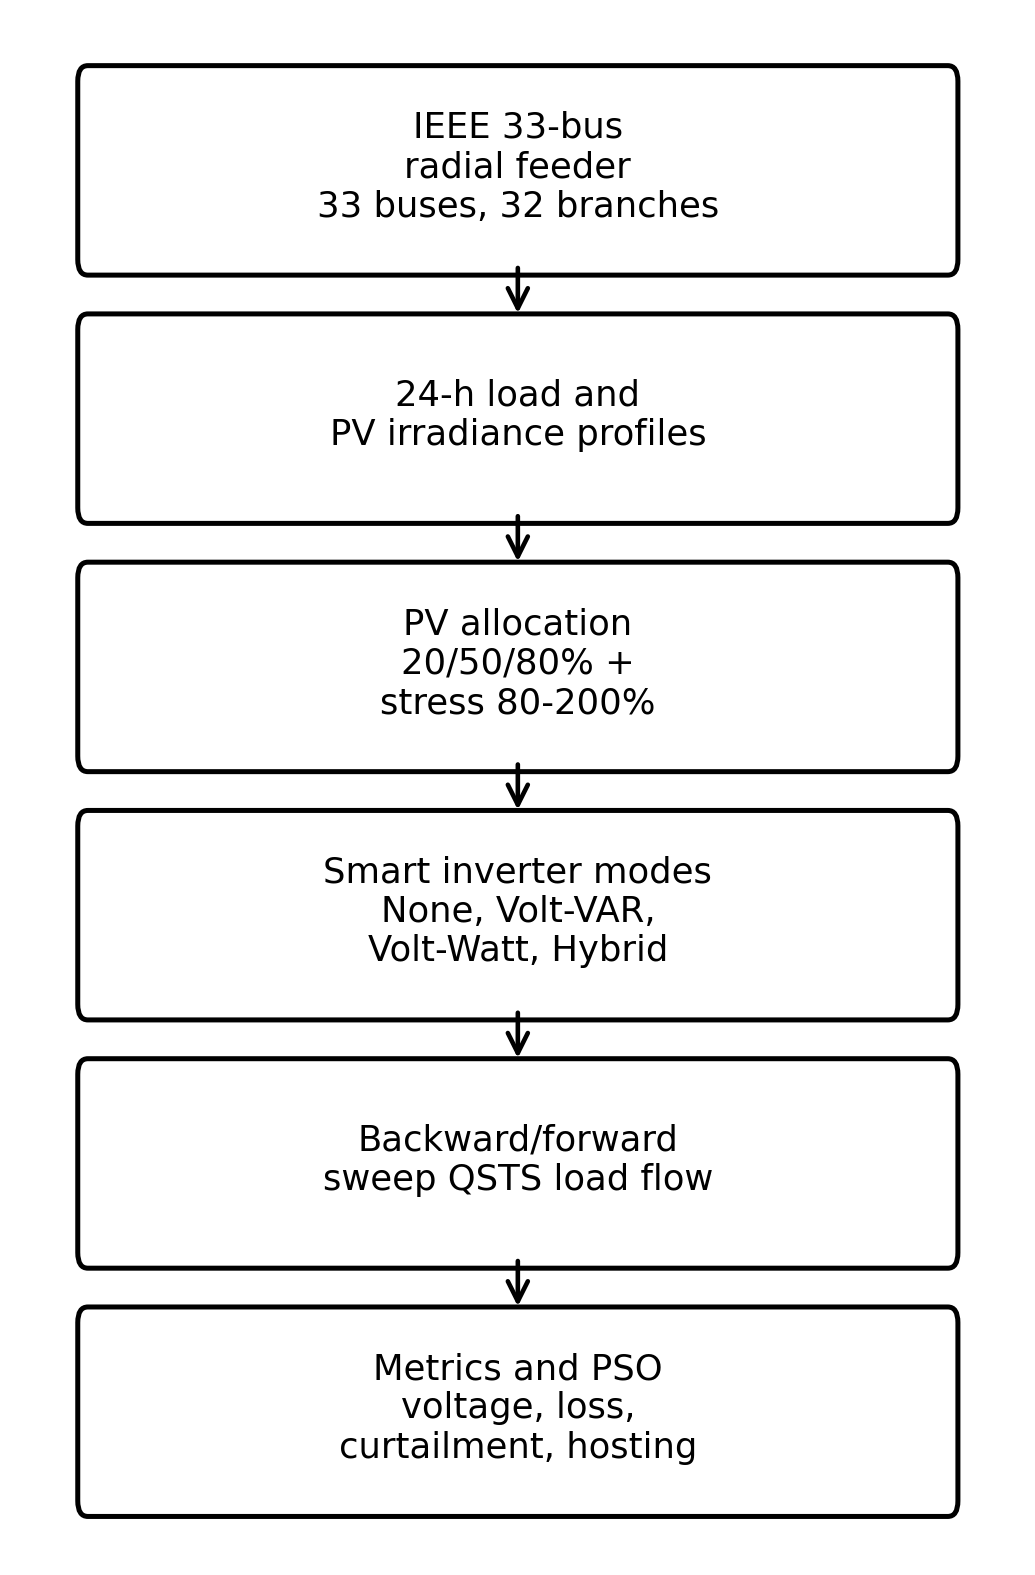 IEEE 33-bus
radial feeder
33 buses, 32 branches
24-h load and
PV irradiance profiles
PV allocation
20/50/80% +
stress 80-200%
Smart inverter modes
None, Volt-VAR,
Volt-Watt, Hybrid
Backward/forward
sweep QSTS load flow
Metrics and PSO
voltage, loss,
curtailment, hosting